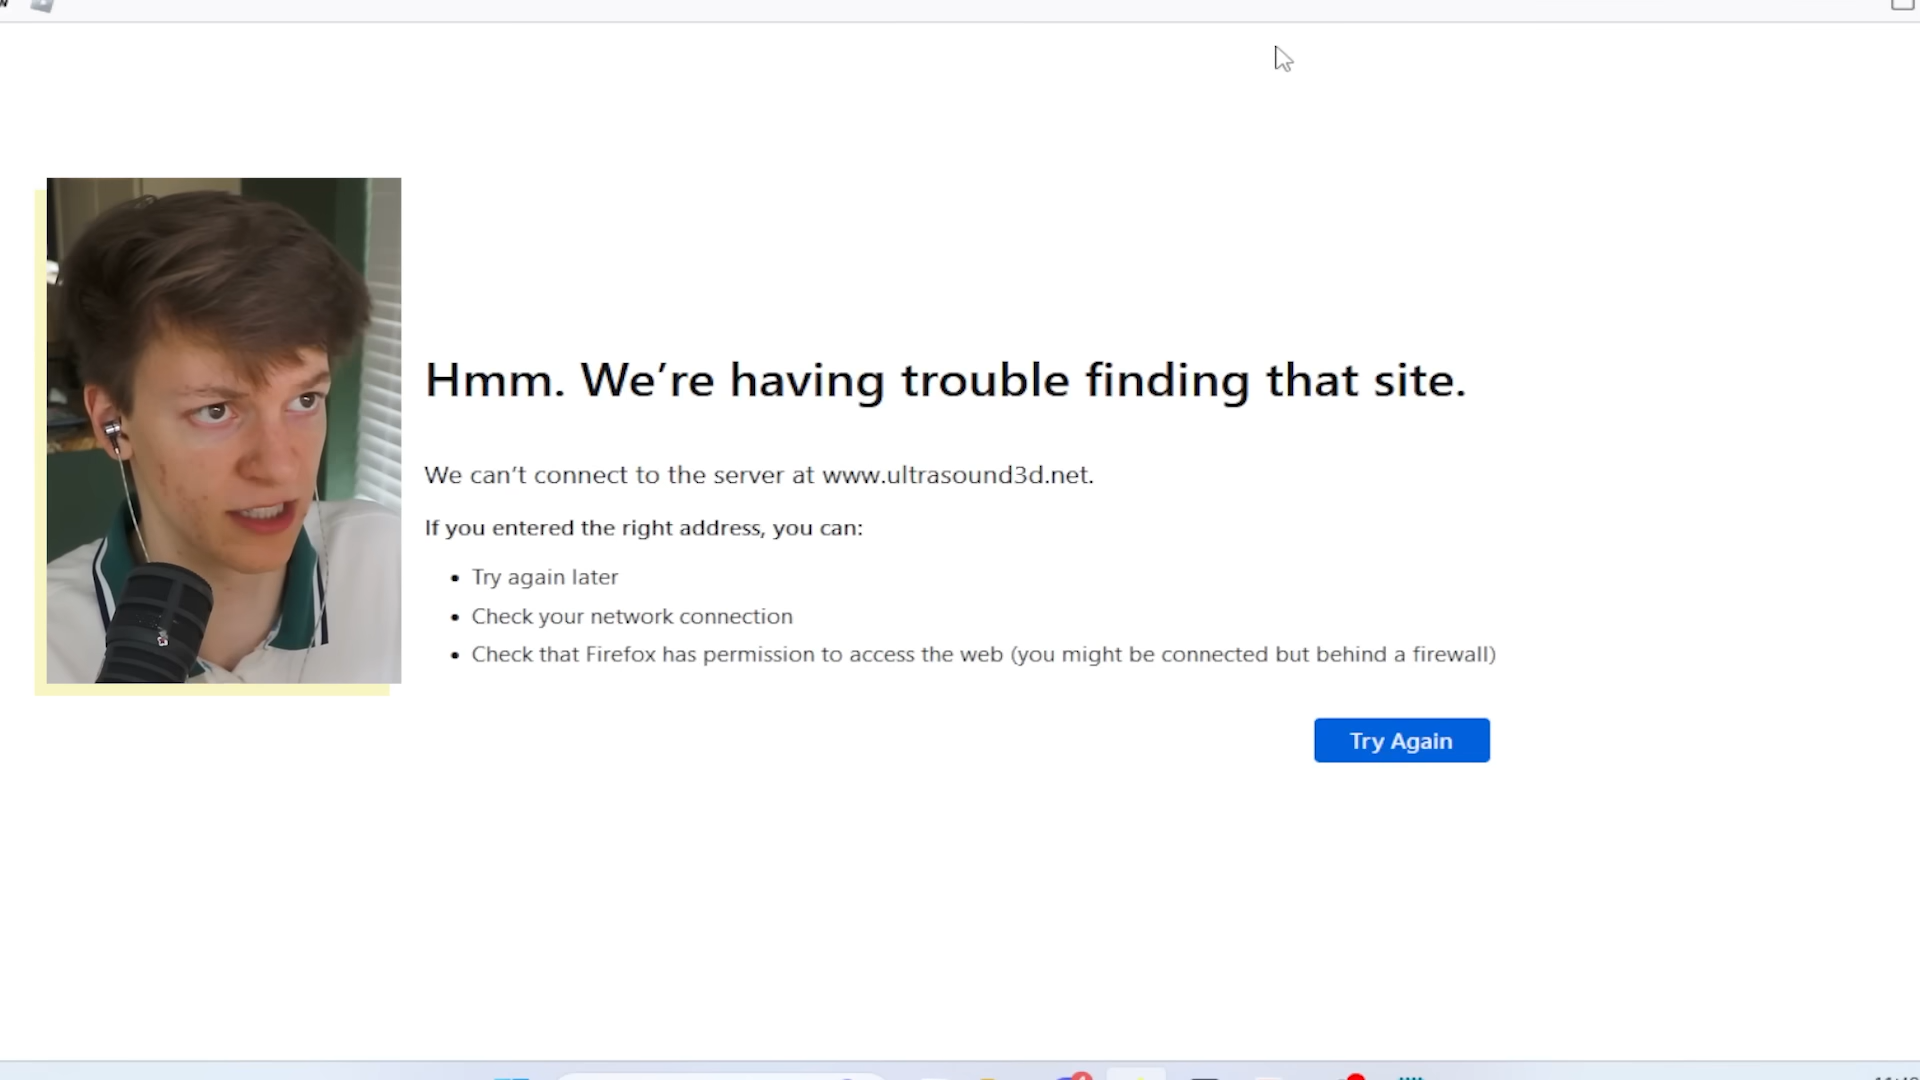 Hmm. We’re having trouble finding that site.
We can’t connect to the server at www.ultrasound3d.net.
If you entered the right address, you can:
• Try again later
• Check your network connection
• Check that Firefox has permission to access the web (you might be connected but behind a firewall)
Try Again